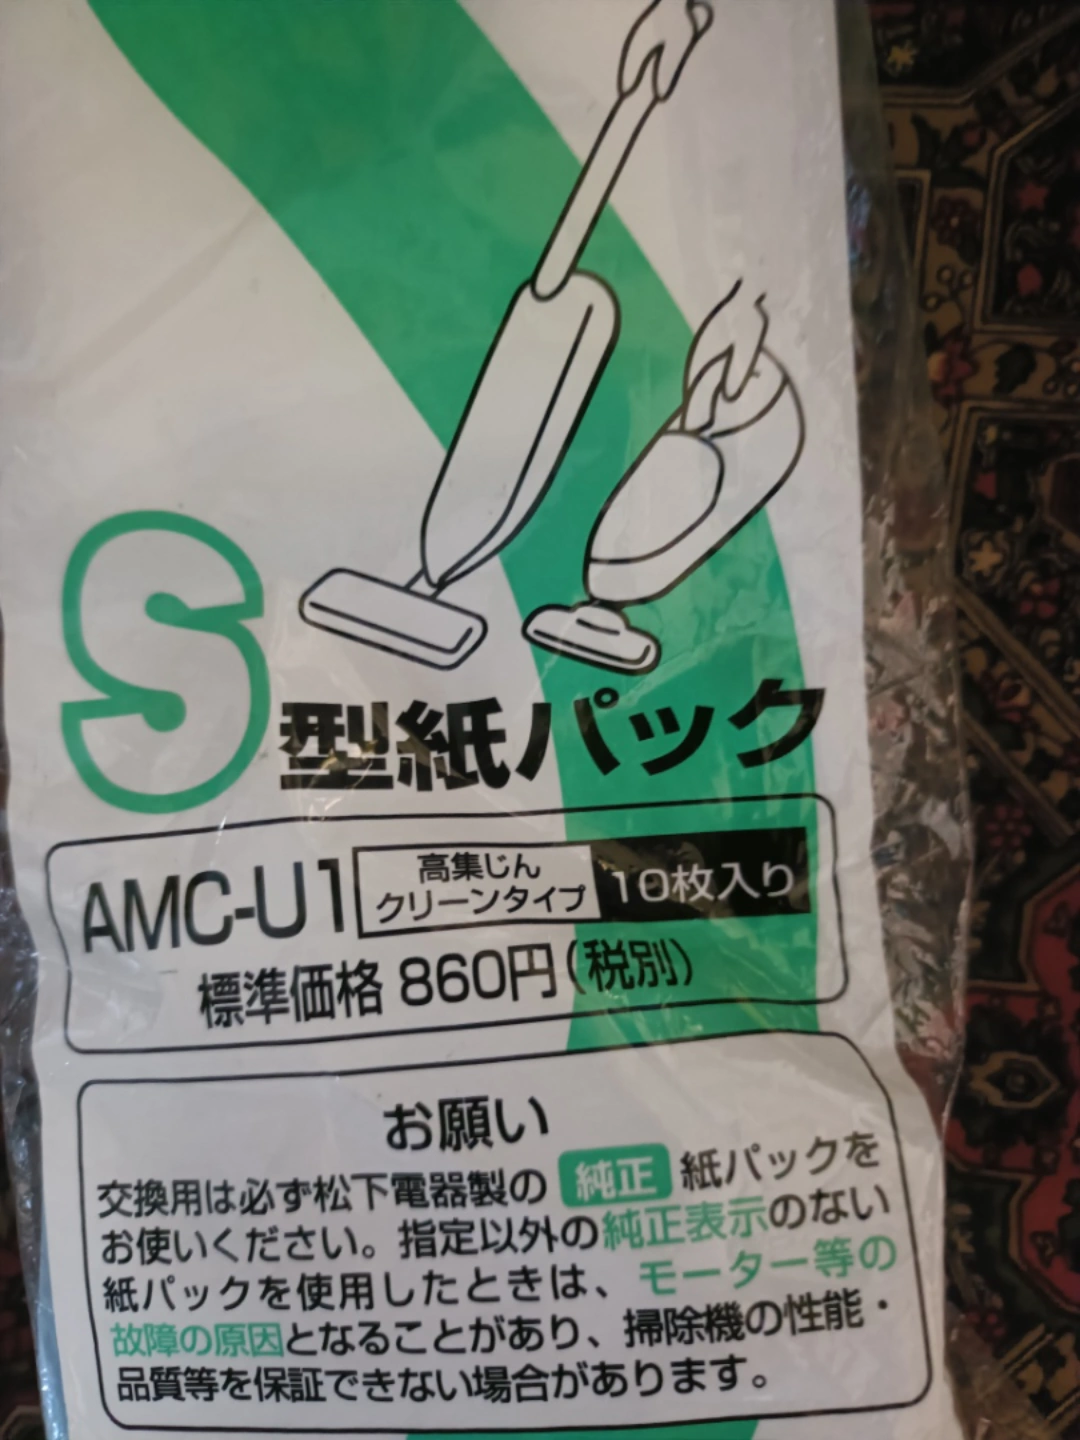 S型紙パック
AMC-U1 高集じん
クリーンタイプ 10枚入り
標準価格 860円(税別)
お願い
交換用は必ず松下電器製の 純正 紙パックを
お使いください。指定以外の純正表示のない
紙パックを使用したときは、モーター等の
故障の原因となることがあり、掃除機の性能・
品質等を保証できない場合があります。